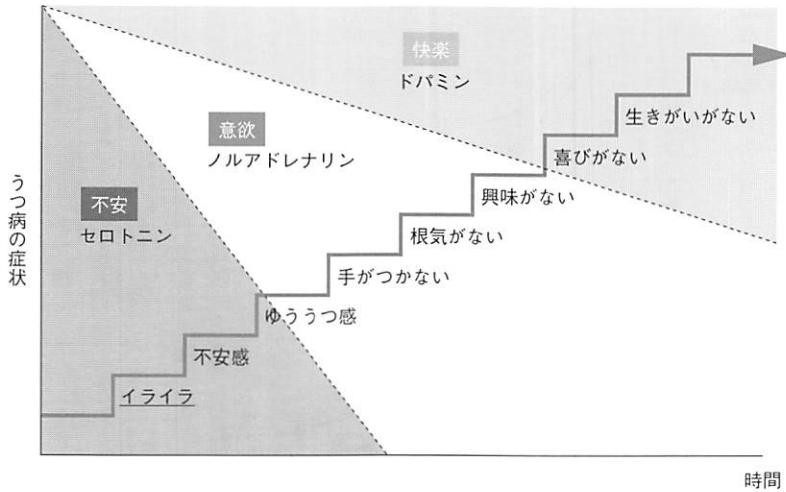 快楽
ドパミン
意欲
ノルアドレナリン
不安
セロトニン
うつ病の症状
生きがいがない
喜びがない
興味がない
根気がない
手がつかない
ゆううつ感
不安感
イライラ
時間